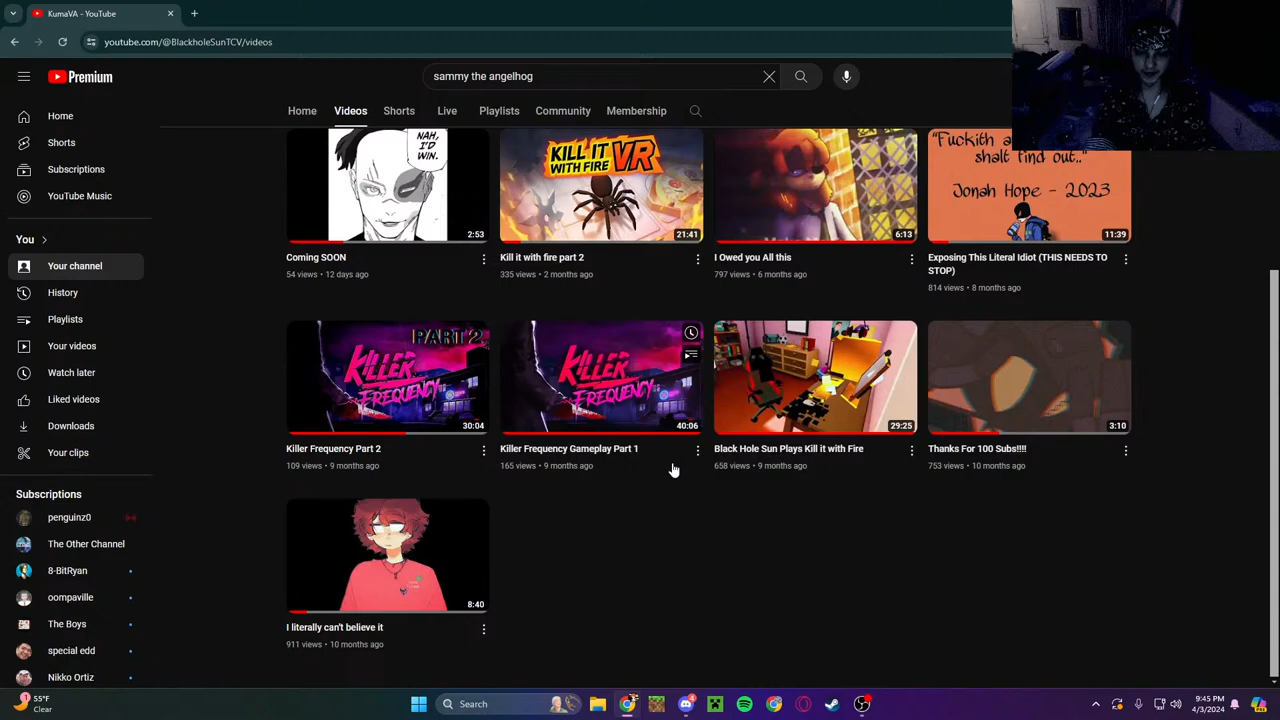 KumaVA - YouTube
youtube.com/@BlackholeSunTCV/videos
Premium
sammy the angelhog
Home
Videos
Shorts
Live
Playlists
Community
Membership
Home
Shorts
Subscriptions
YouTube Music
You
Your channel
History
Playlists
Your videos
Watch later
Liked videos
Downloads
Your clips
Subscriptions
penguinz0
The Other Channel
8-BitRyan
oompaville
The Boys
special edd
Nikko Ortiz
NAH,
I'D
WIN.
2:53
Coming SOON
54 views • 12 days ago
KILL IT
WITH FIRE VR
21:41
Kill it with fire part 2
335 views • 2 months ago
6:13
I Owed you All this
797 views • 6 months ago
"Fuckith a
shalt find out.."
Jonah Hope - 2023
11:39
Exposing This Literal Idiot (THIS NEEDS TO
STOP)
814 views • 8 months ago
PART 2
KILLER
FREQUENCY
30:04
Killer Frequency Part 2
109 views • 9 months ago
KILLER
FREQUENCY
40:06
Killer Frequency Gameplay Part 1
165 views • 9 months ago
29:25
Black Hole Sun Plays Kill it with Fire
658 views • 9 months ago
3:10
Thanks For 100 Subs!!!!
753 views • 10 months ago
8:40
I literally can't believe it
911 views • 10 months ago
55°F
Clear
Search
4
9:45 PM
4/3/2024